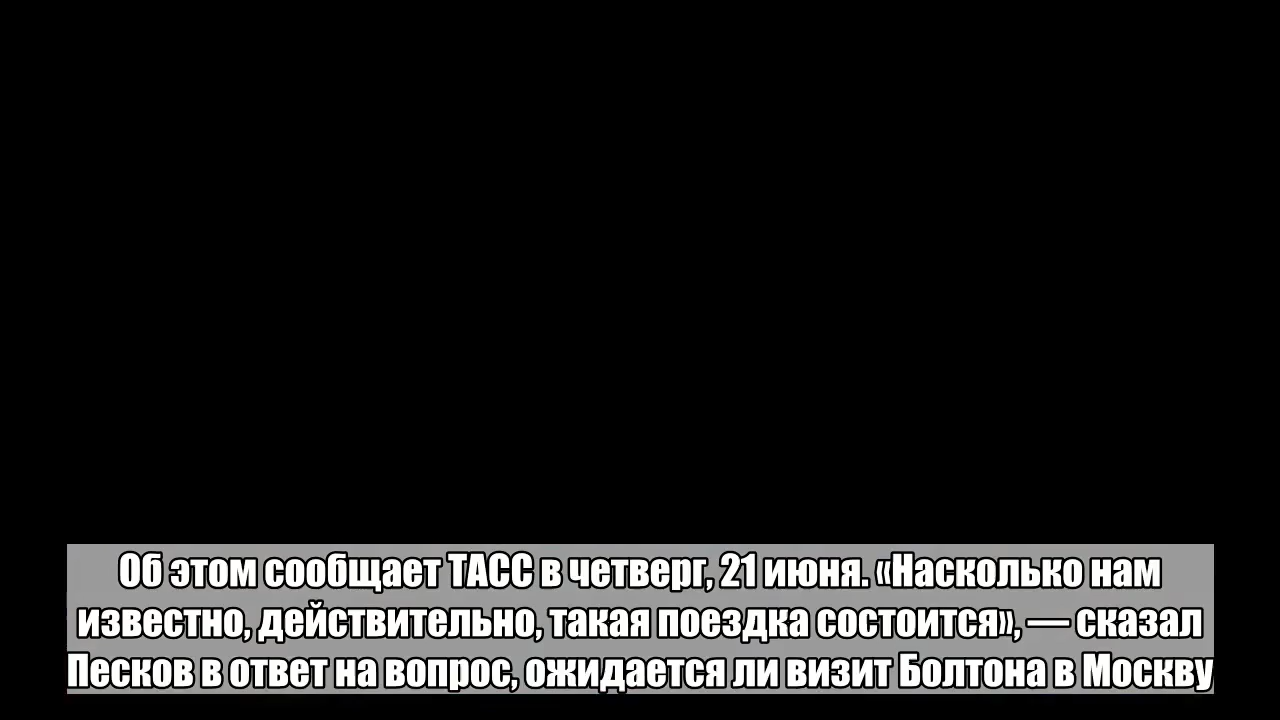 Об этом сообщает ТАСС в четверг, 21 июня. «Насколько нам
известно, действительно, такая поездка состоится», — сказал
Песков в ответ на вопрос, ожидается ли визит Болтона в Москву